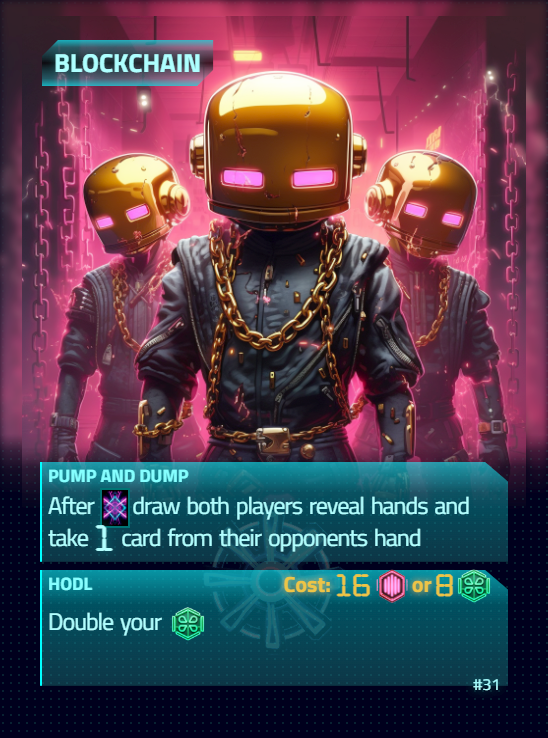 BLOCKCHAIN
PUMP AND DUMP
After draw both players reveal hands and
take 1 card from their opponents hand
HODL
Cost: 16 or 8
Double your
#31